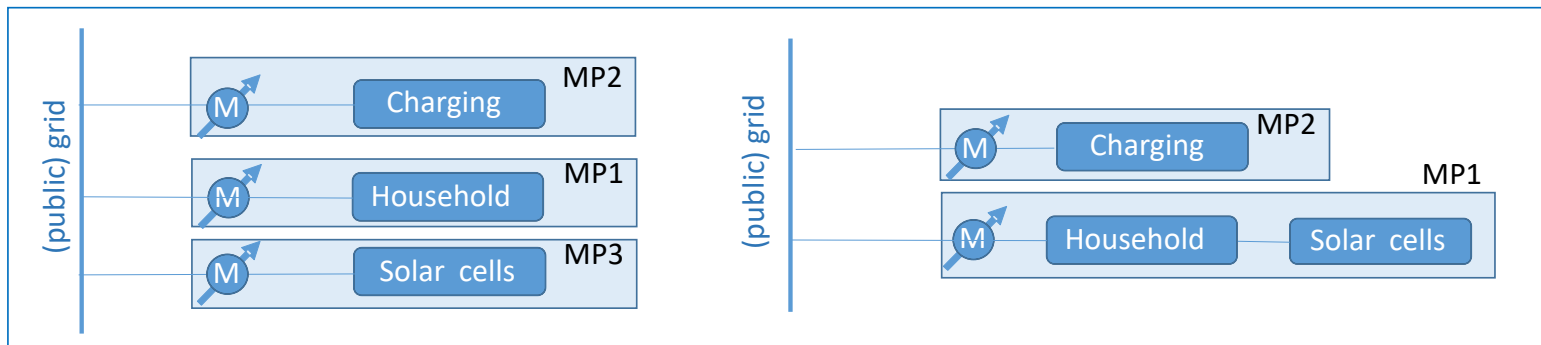 (public) grid
MP2
M
Charging
MP1
M
Household
MP3
M
Solar cells
(public) grid
MP2
M
Charging
MP1
M
Household
Solar cells